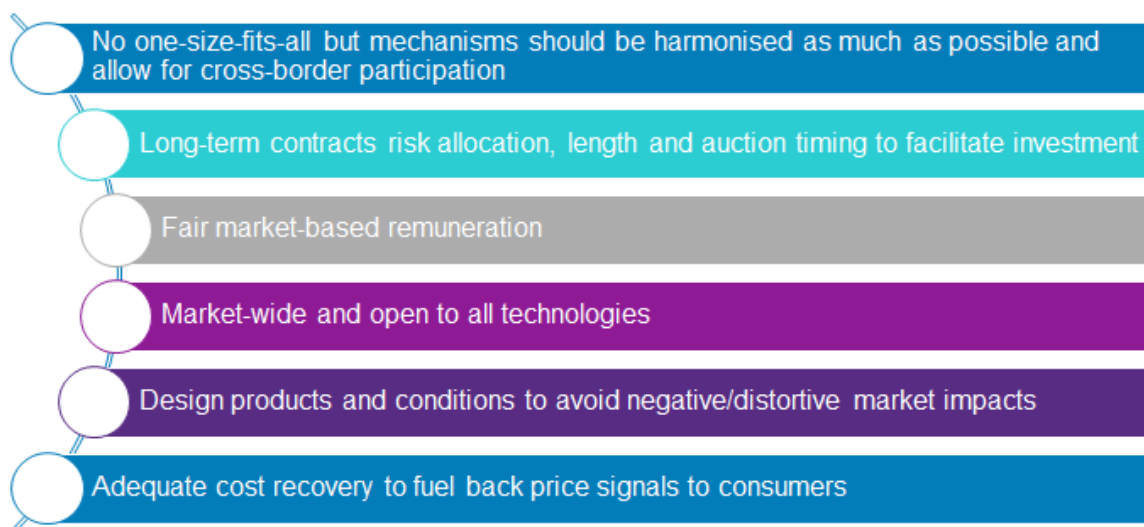 No one-size-fits-all but mechanisms should be harmonised as much as possible and
allow for cross-border participation
Long-term contracts risk allocation, length and auction timing to facilitate investment
Fair market-based remuneration
Market-wide and open to all technologies
Design products and conditions to avoid negative/distortive market impacts
Adequate cost recovery to fuel back price signals to consumers